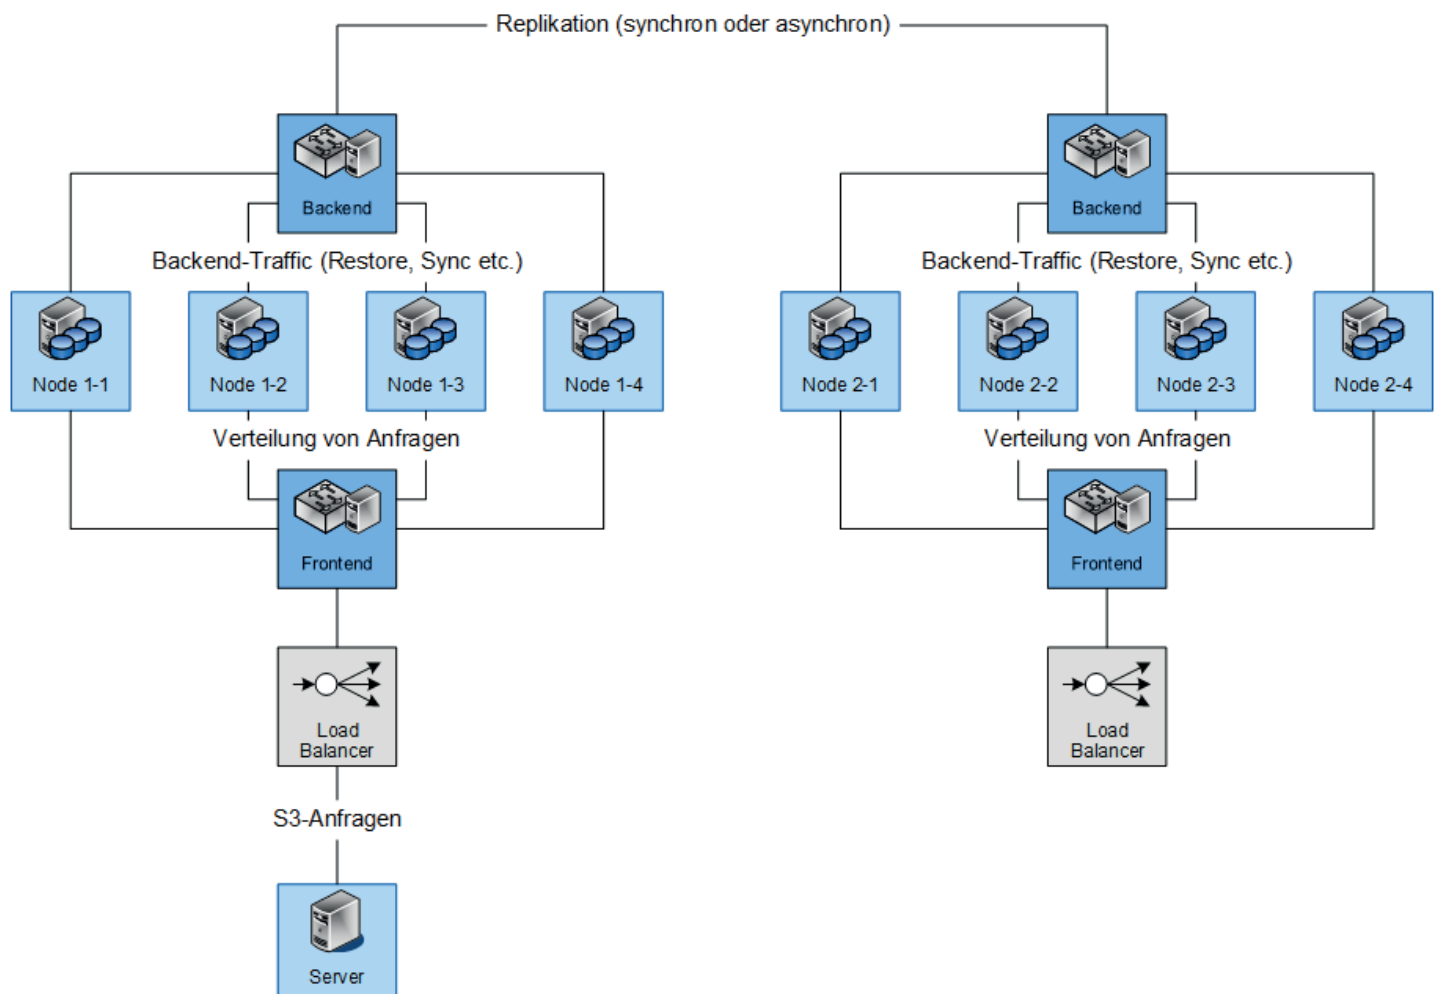 Replikation (synchron oder asynchron)
Backend
Backend
Backend-Traffic (Restore, Sync etc.)
Backend-Traffic (Restore, Sync etc.)
Node 1-1
Node 1-2
Node 1-3
Node 1-4
Node 2-1
Node 2-2
Node 2-3
Node 2-4
Verteilung von Anfragen
Verteilung von Anfragen
Frontend
Frontend
Load
Balancer
Load
Balancer
S3-Anfragen
Server